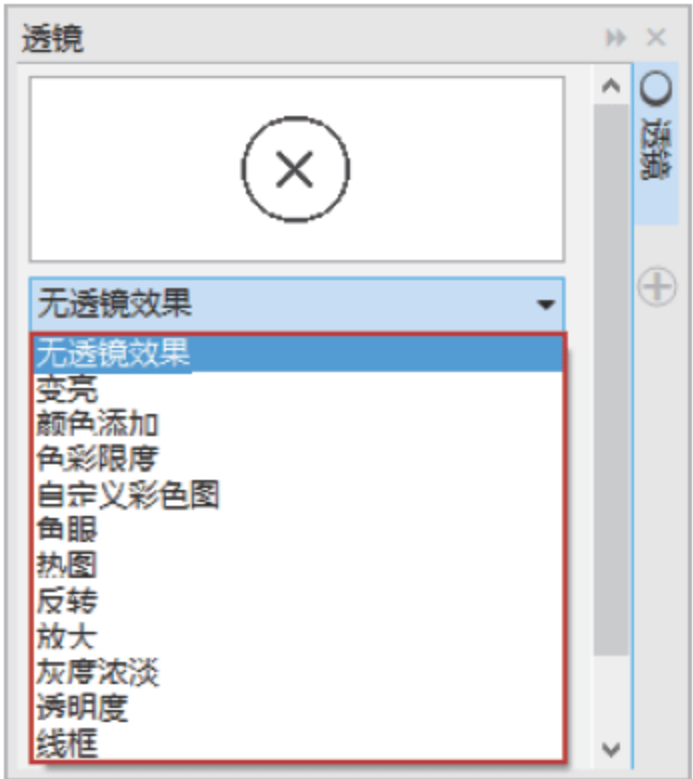 透镜
透镜
无透镜效果
无透镜效果
变亮
颜色添加
色彩限度
自定义彩色图
鱼眼
热图
反转
放大
灰度浓淡
透明度
线框